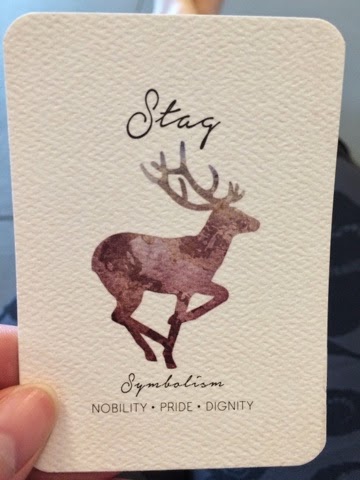 Stag
Symbolism
NOBILITY • PRIDE • DIGNITY